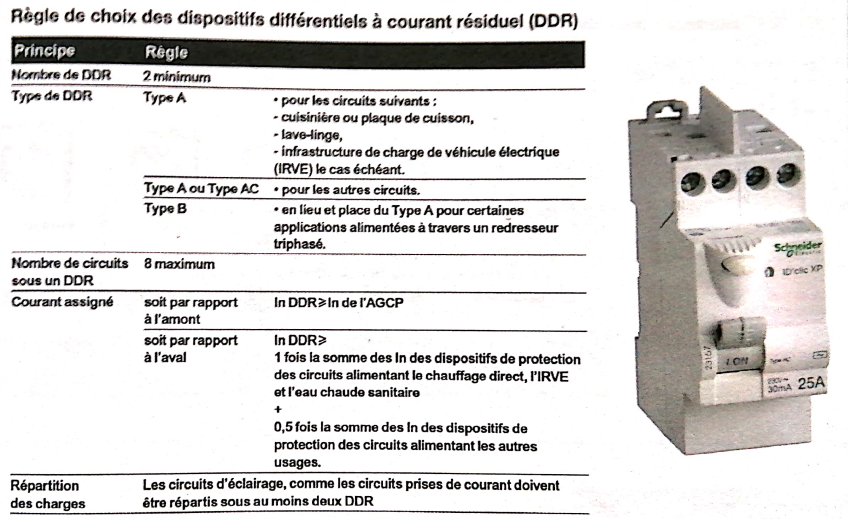 Règle de choix des dispositifs différentiels à courant résiduel (DDR)
Principe Règle
Nombre de DDR 2 minimum
Type de DDR Type A • pour les circuits suivants :
- cuisinière ou plaque de cuisson,
- lave-linge,
- infrastructure de charge de véhicule électrique
(IRVE) le cas échéant.
Type A ou Type AC • pour les autres circuits.
Type B • en lieu et place du Type A pour certaines
applications alimentées à travers un redresseur
triphasé.
Nombre de circuits 8 maximum
sous un DDR
Courant assigné soit par rapport In DDR≥In de l'AGCP
à l'amont
soit par rapport In DDR≥
à l'aval 1 fois la somme des In des dispositifs de protection
des circuits alimentant le chauffage direct, l'IRVE
et l'eau chaude sanitaire
+
0,5 fois la somme des In des dispositifs de
protection des circuits alimentant les autres
usages.
Répartition Les circuits d'éclairage, comme les circuits prises de courant doivent
des charges être répartis sous au moins deux DDR
Schneider
Electric
ID'clic XP
23157
I ON
Type AC
230V~
30mA 25A